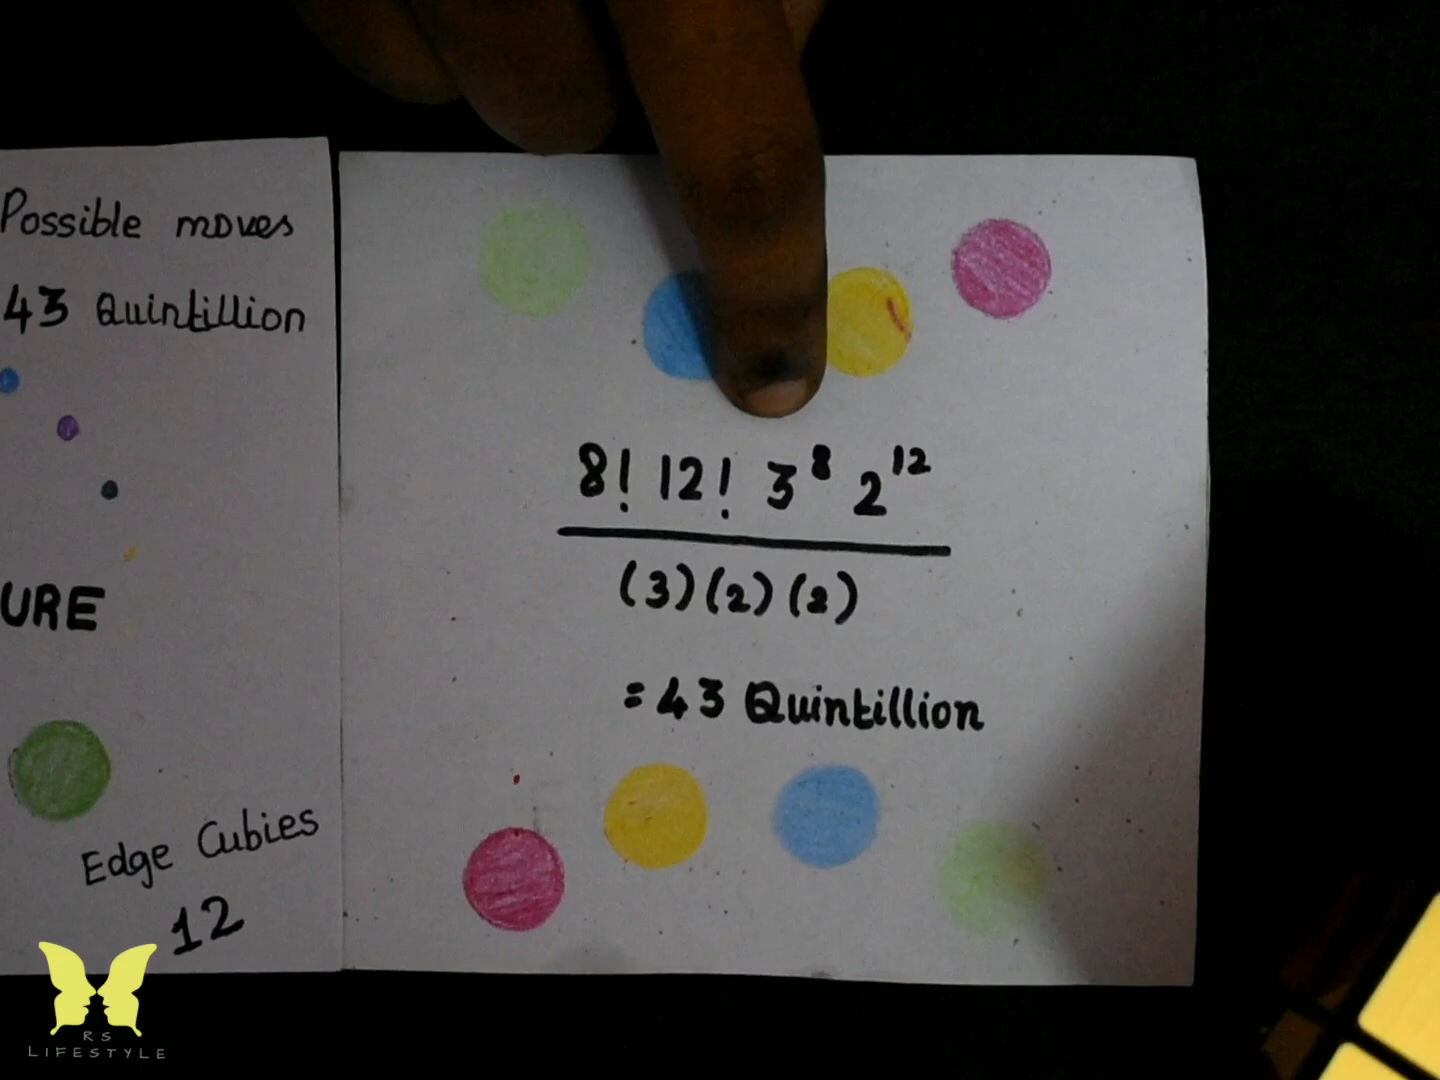 Possible moves
43 Quintillion
URE
Edge Cubies
12
8! 12! 3⁸ 2¹²
(3)(2)(2)
= 43 Quintillion
RS
LIFESTYLE